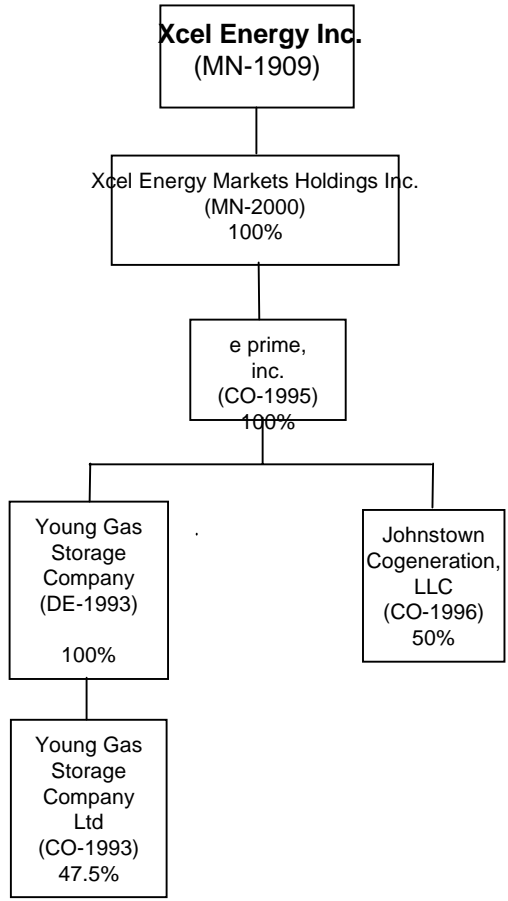 Xcel Energy Inc.
(MN-1909)
Xcel Energy Markets Holdings Inc.
(MN-2000)
100%
e prime,
inc.
(CO-1995)
100%
Young Gas
Storage
Company
(DE-1993)
100%
Johnstown
Cogeneration,
LLC
(CO-1996)
50%
Young Gas
Storage
Company
Ltd
(CO-1993)
47.5%